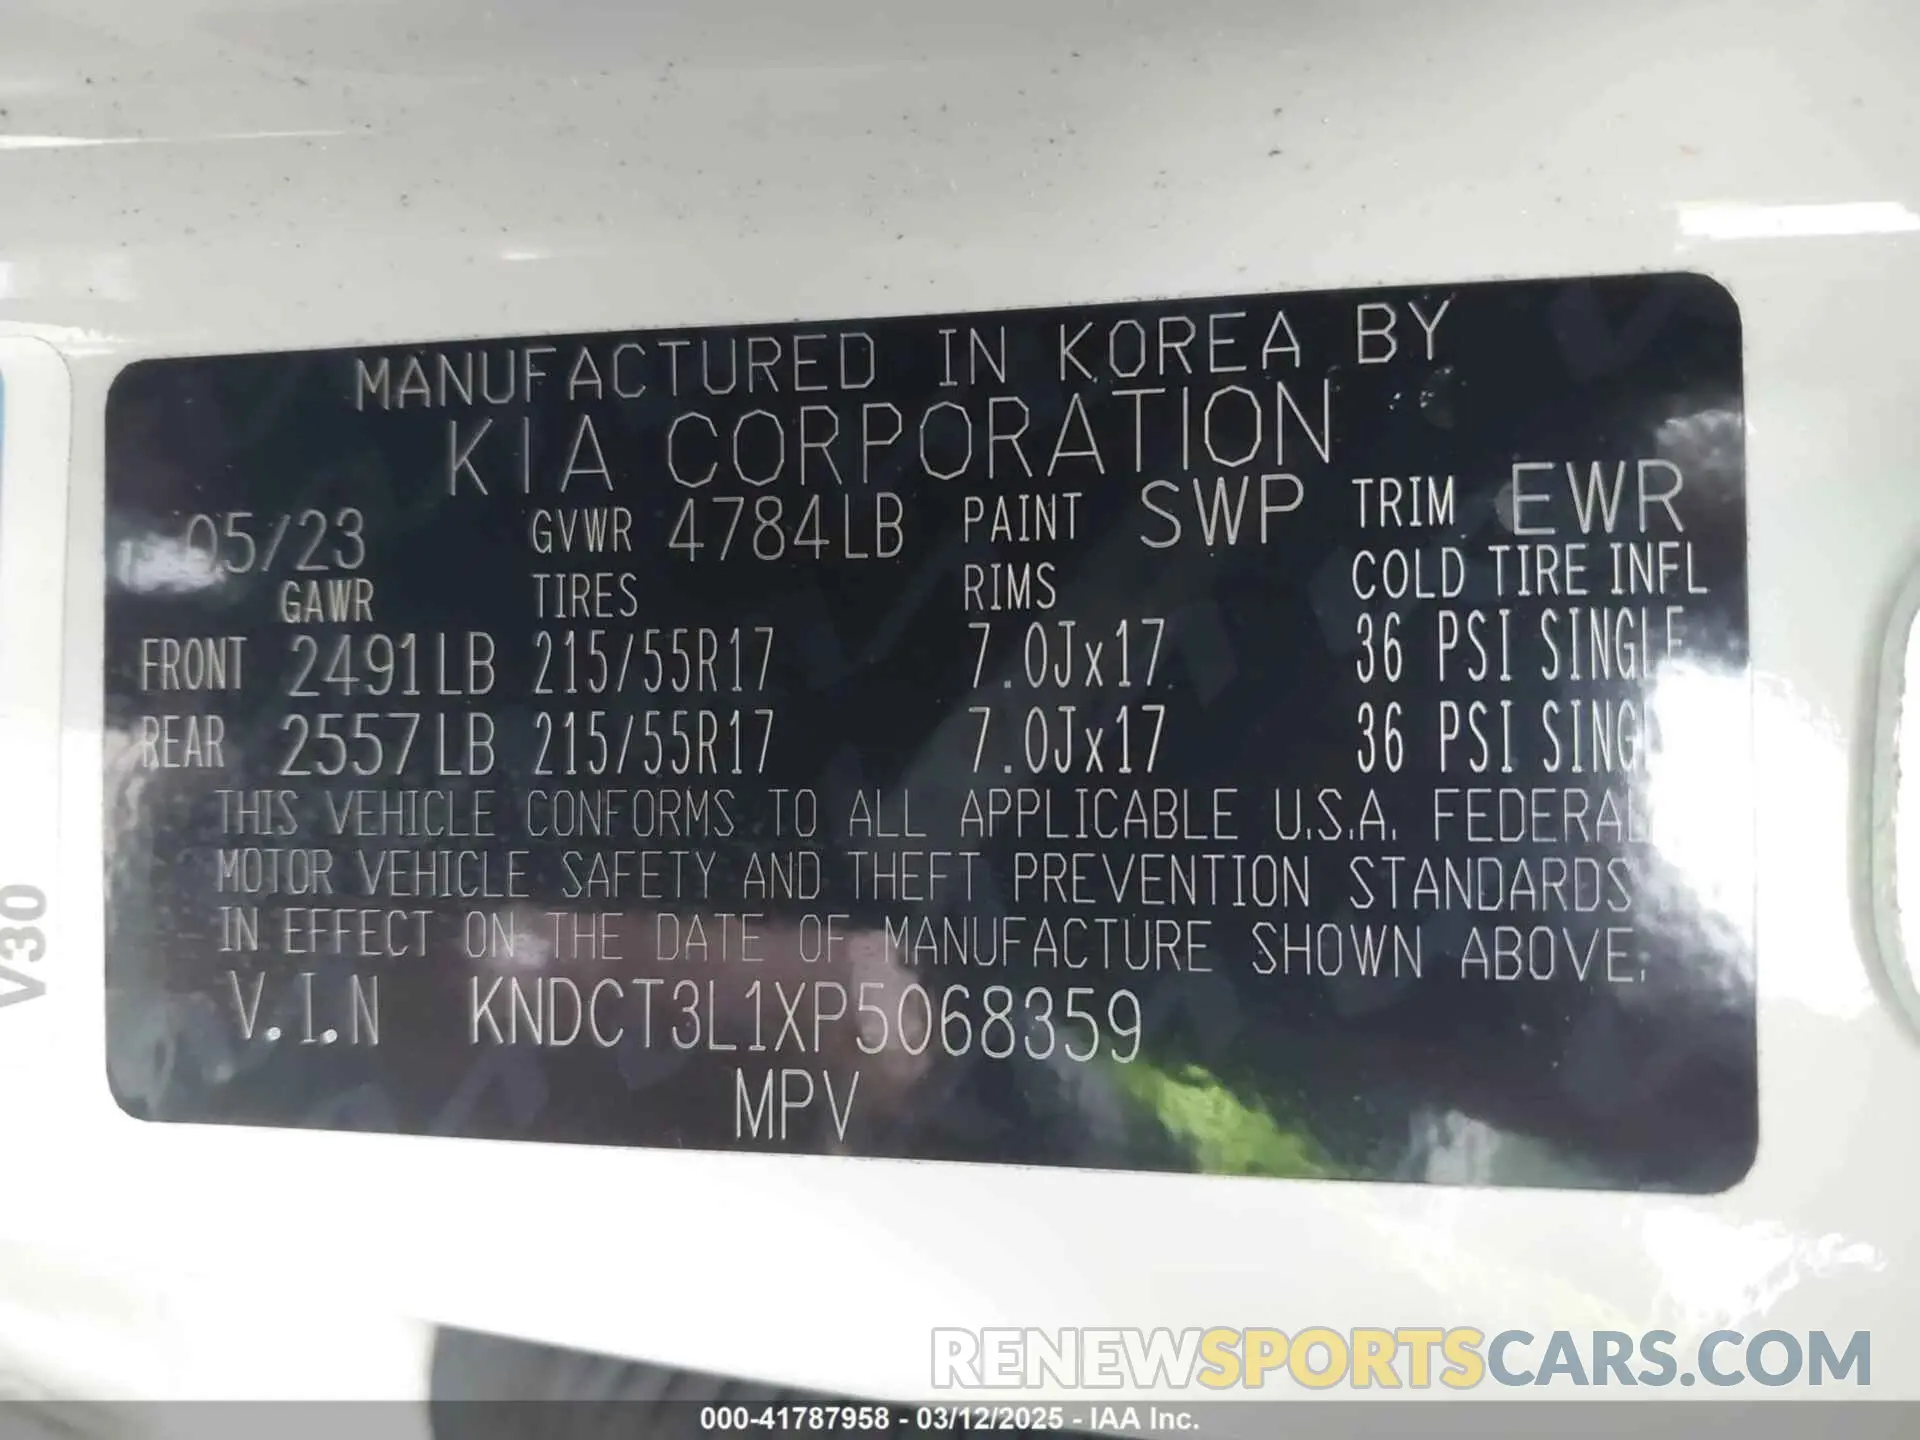 MANUFACTURED IN KOREA BY
KIA CORPORATION
05/23 GVWR 4784LB PAINT SWP TRIM EWR
GAWR TIRES RIMS COLD TIRE INFL
FRONT 2491LB 215/55R17 7.0Jx17 36 PSI SINGLE
REAR 2557LB 215/55R17 7.0Jx17 36 PSI
THIS VEHICLE CONFORMS TO ALL APPLICABLE U.S.A. FEDERAL
MOTOR VEHICLE SAFETY AND THEFT PREVENTION STANDARDS
IN EFFECT ON THE DATE OF MANUFACTURE SHOWN ABOVE.
V.I.N KNDCT3L1XP5068359
MPV
V30
RENEWSPORTSCARS.COM
000-41787958 - 03/12/2025 - IAA Inc.